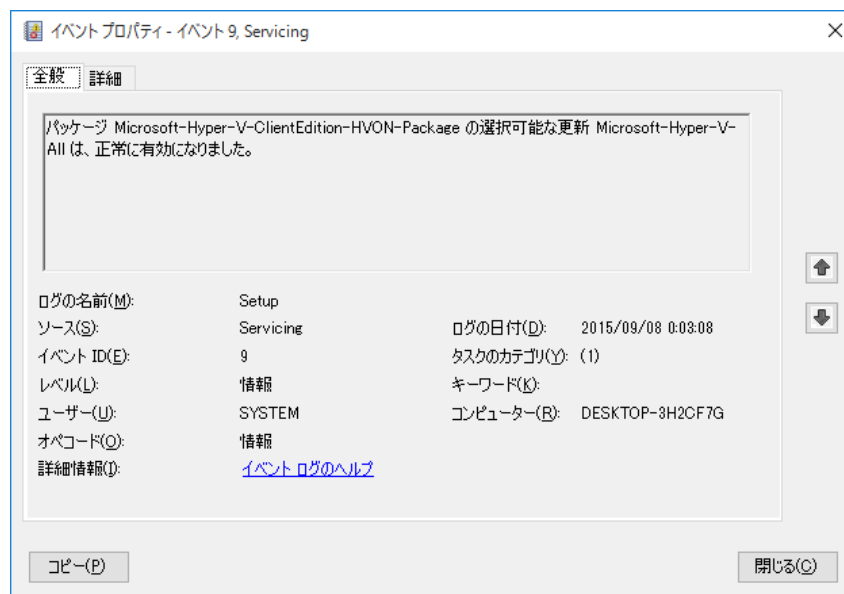 イベント プロパティ - イベント 9, Servicing
全般 詳細
パッケージ Microsoft-Hyper-V-ClientEdition-HVON-Package の選択可能な更新 Microsoft-Hyper-V-
All は、正常に有効になりました。
ログの名前(M): Setup
ソース(S): Servicing ログの日付(D): 2015/09/08 0:03:08
イベント ID(E): 9 タスクのカテゴリ(Y): (1)
レベル(L): 情報 キーワード(K):
ユーザー(U): SYSTEM コンピューター(R): DESKTOP-3H2CF7G
オペコード(O): 情報
詳細情報(I): イベント ログのヘルプ
コピー(P) 閉じる(C)